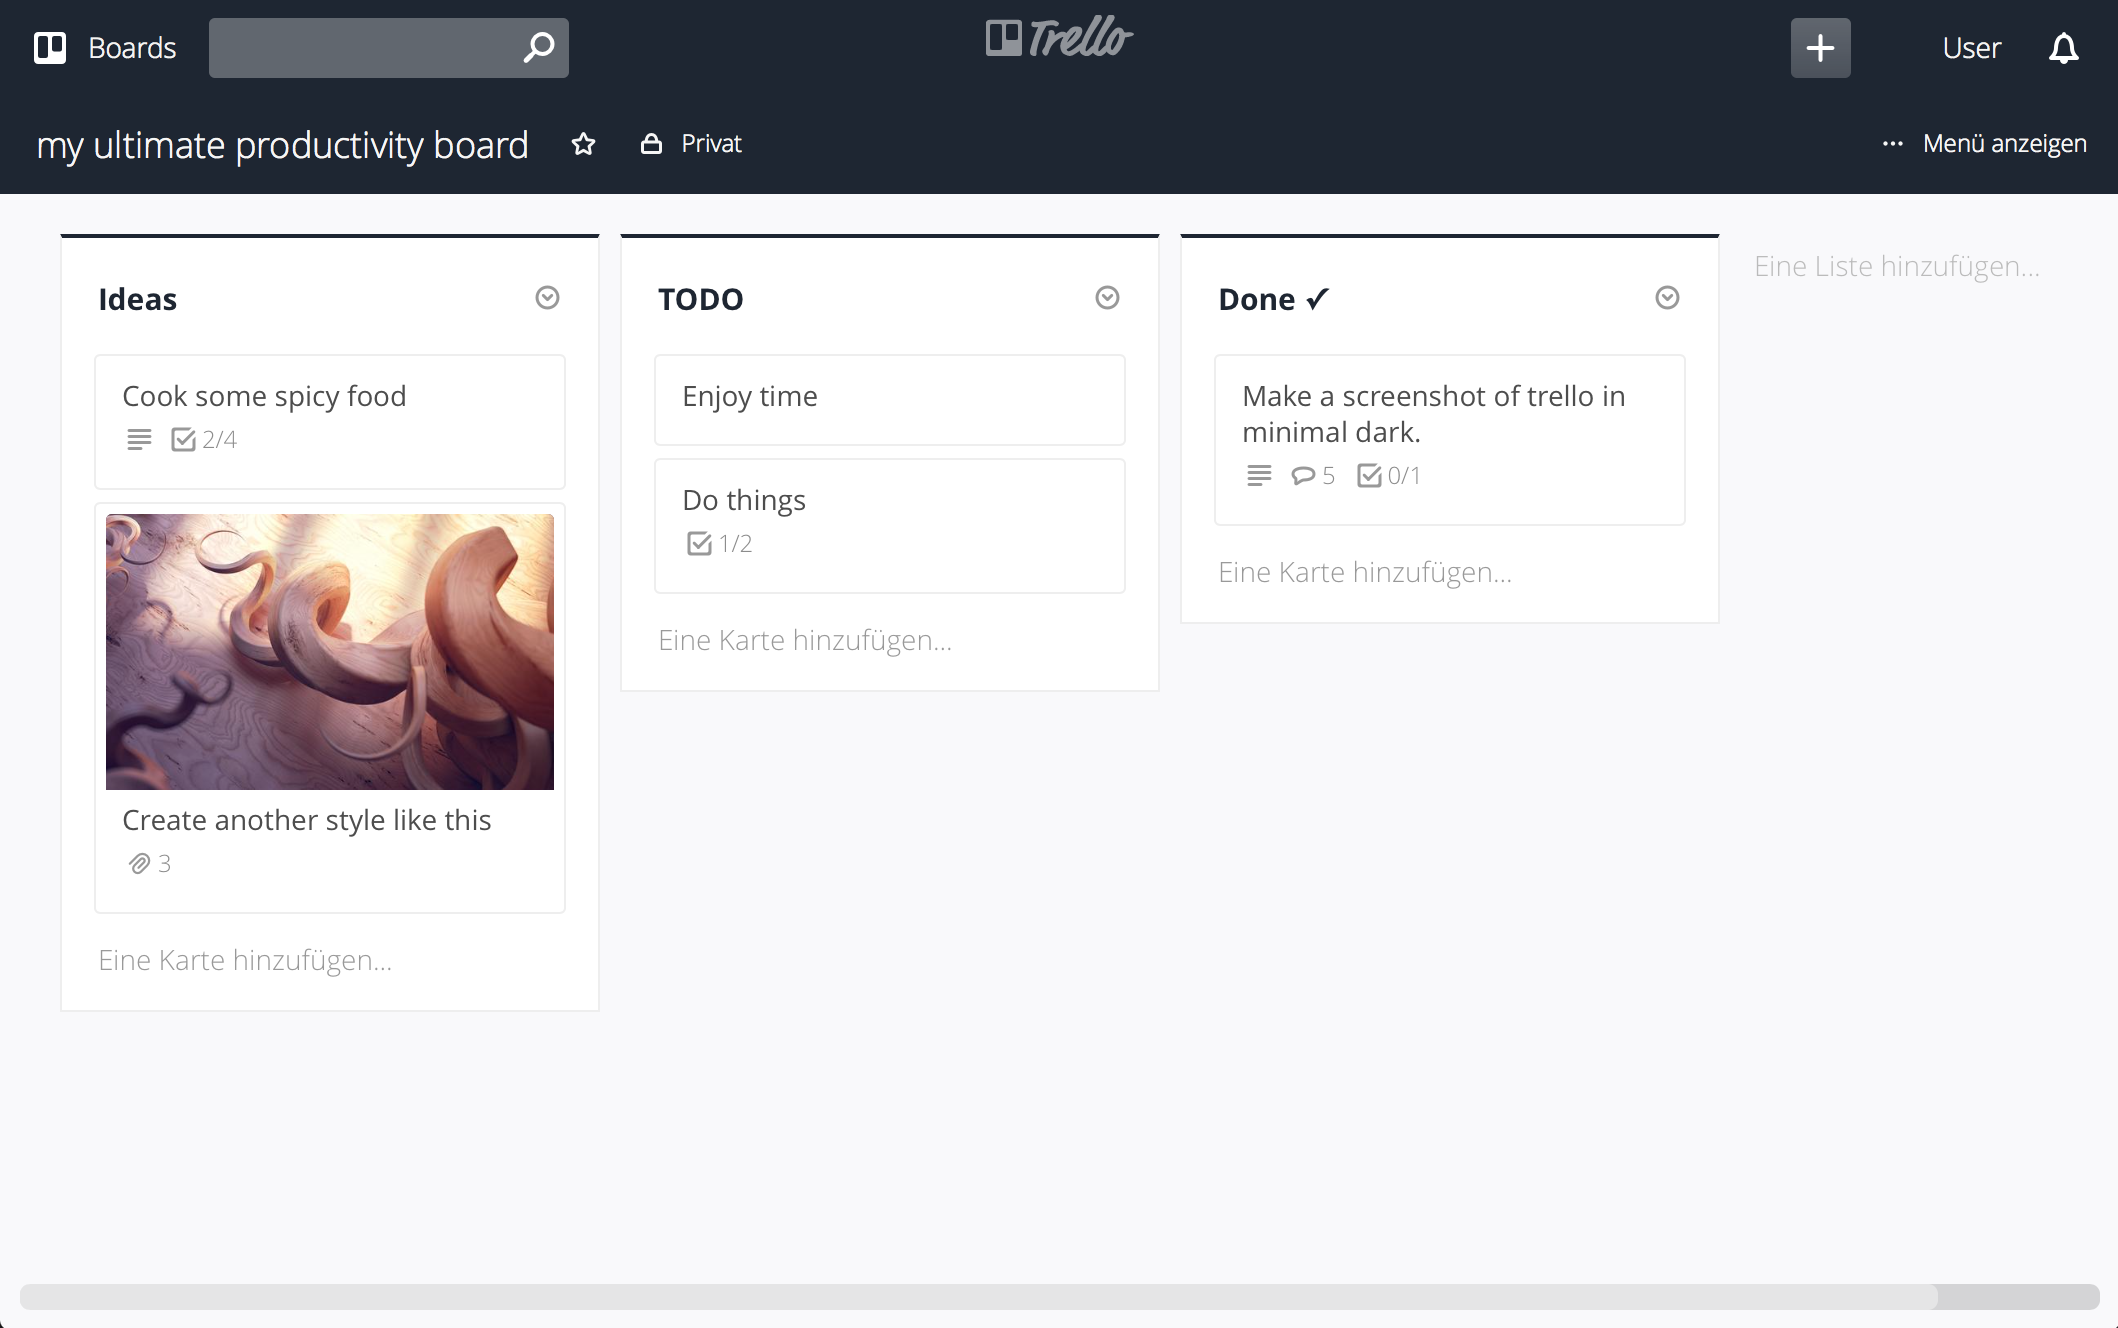 Boards
Trello
User
my ultimate productivity board
Privat
··· Menü anzeigen
Ideas
Cook some spicy food
2/4
Create another style like this
3
Eine Karte hinzufügen...
TODO
Enjoy time
Do things
1/2
Eine Karte hinzufügen...
Done ✓
Make a screenshot of trello in
minimal dark.
5 0/1
Eine Karte hinzufügen...
Eine Liste hinzufügen...